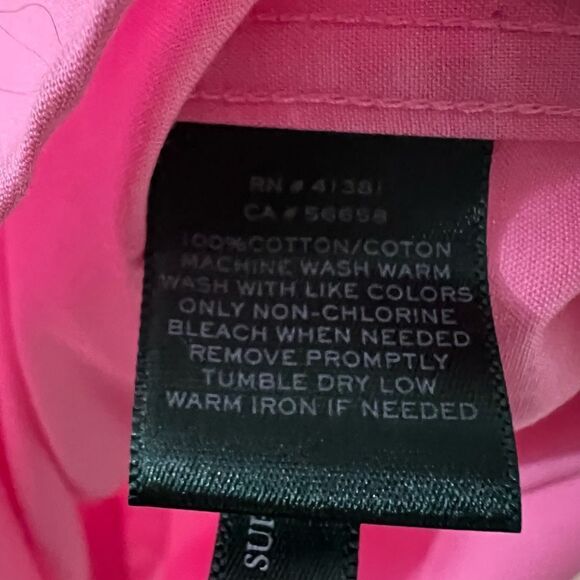 RN # 41381
CA # 56658
100% COTTON/COTON
MACHINE WASH WARM
WASH WITH LIKE COLORS
ONLY NON-CHLORINE
BLEACH WHEN NEEDED
REMOVE PROMPTLY
TUMBLE DRY LOW
WARM IRON IF NEEDED